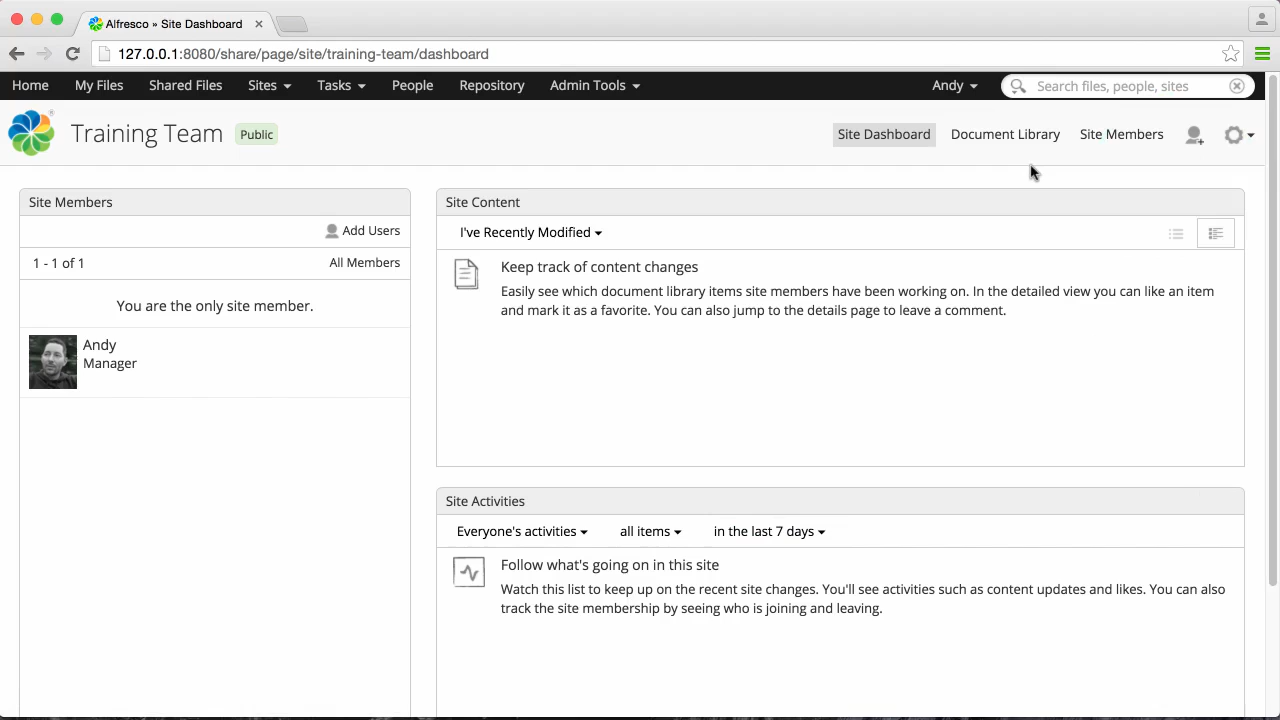 Alfresco » Site Dashboard
127.0.0.1:8080/share/page/site/training-team/dashboard
Home My Files Shared Files Sites Tasks People Repository Admin Tools Andy Search files, people, sites
Training Team Public Site Dashboard Document Library Site Members
Site Members
Add Users
1 - 1 of 1 All Members
You are the only site member.
Andy
Manager
Site Content
I've Recently Modified
Keep track of content changes
Easily see which document library items site members have been working on. In the detailed view you can like an item
and mark it as a favorite. You can also jump to the details page to leave a comment.
Site Activities
Everyone's activities all items in the last 7 days
Follow what's going on in this site
Watch this list to keep up on the recent site changes. You'll see activities such as content updates and likes. You can also
track the site membership by seeing who is joining and leaving.